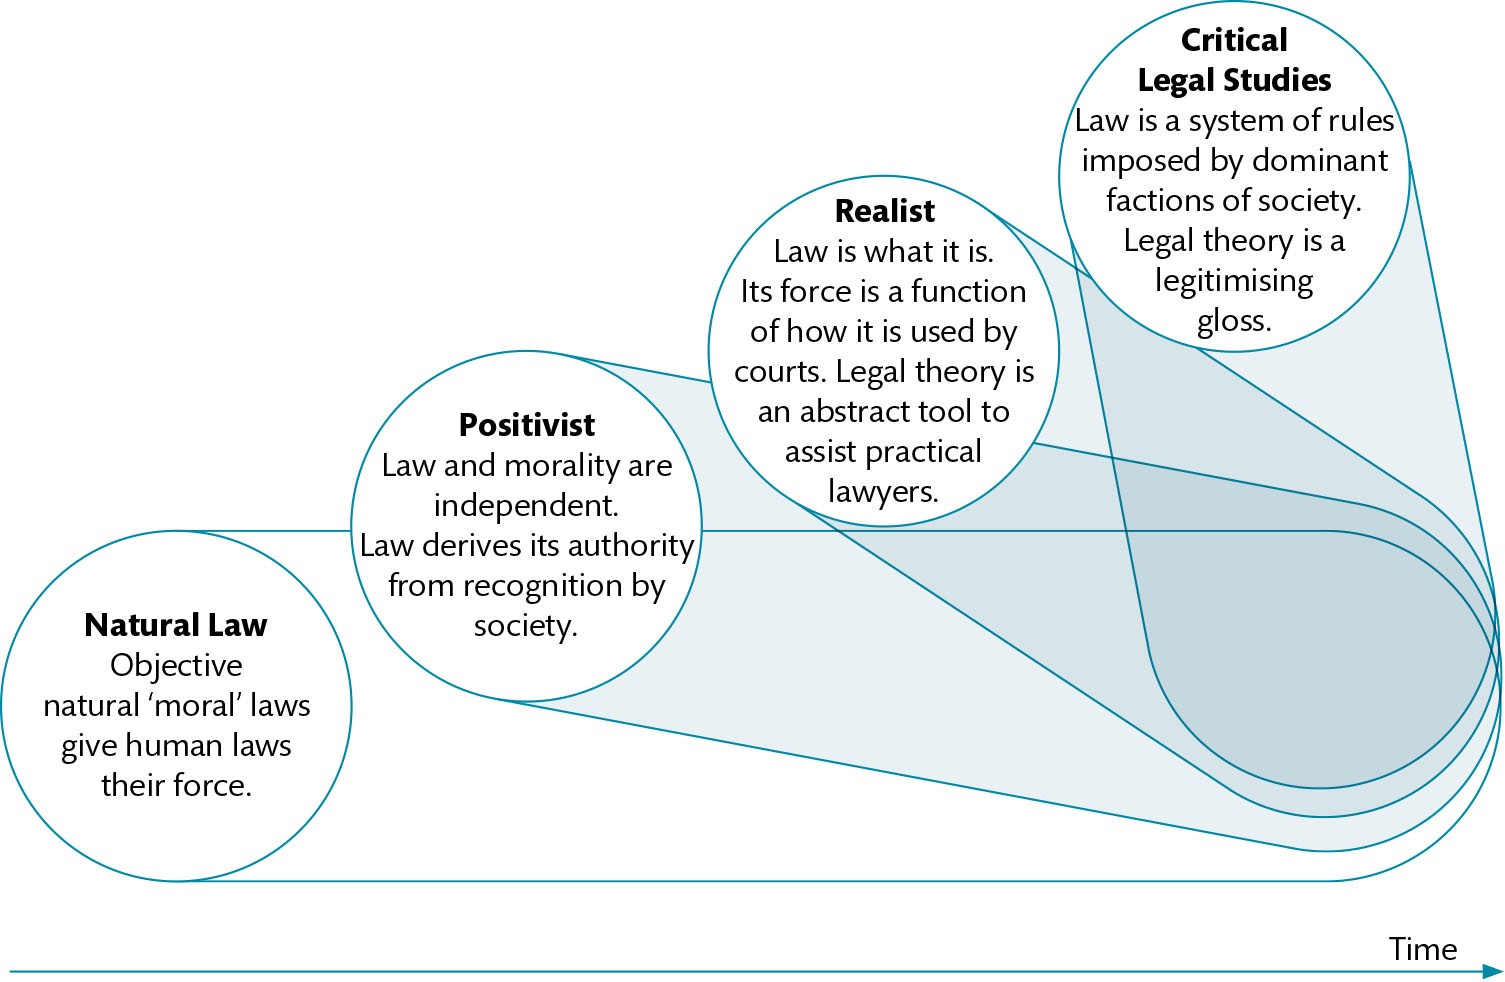 Critical
Legal Studies
Law is a system of rules
imposed by dominant
factions of society.
Legal theory is a
legitimising
gloss.
Realist
Law is what it is.
Its force is a function
of how it is used by
courts. Legal theory is
an abstract tool to
assist practical
lawyers.
Positivist
Law and morality are
independent.
Law derives its authority
from recognition by
society.
Natural Law
Objective
natural ‘moral’ laws
give human laws
their force.
Time